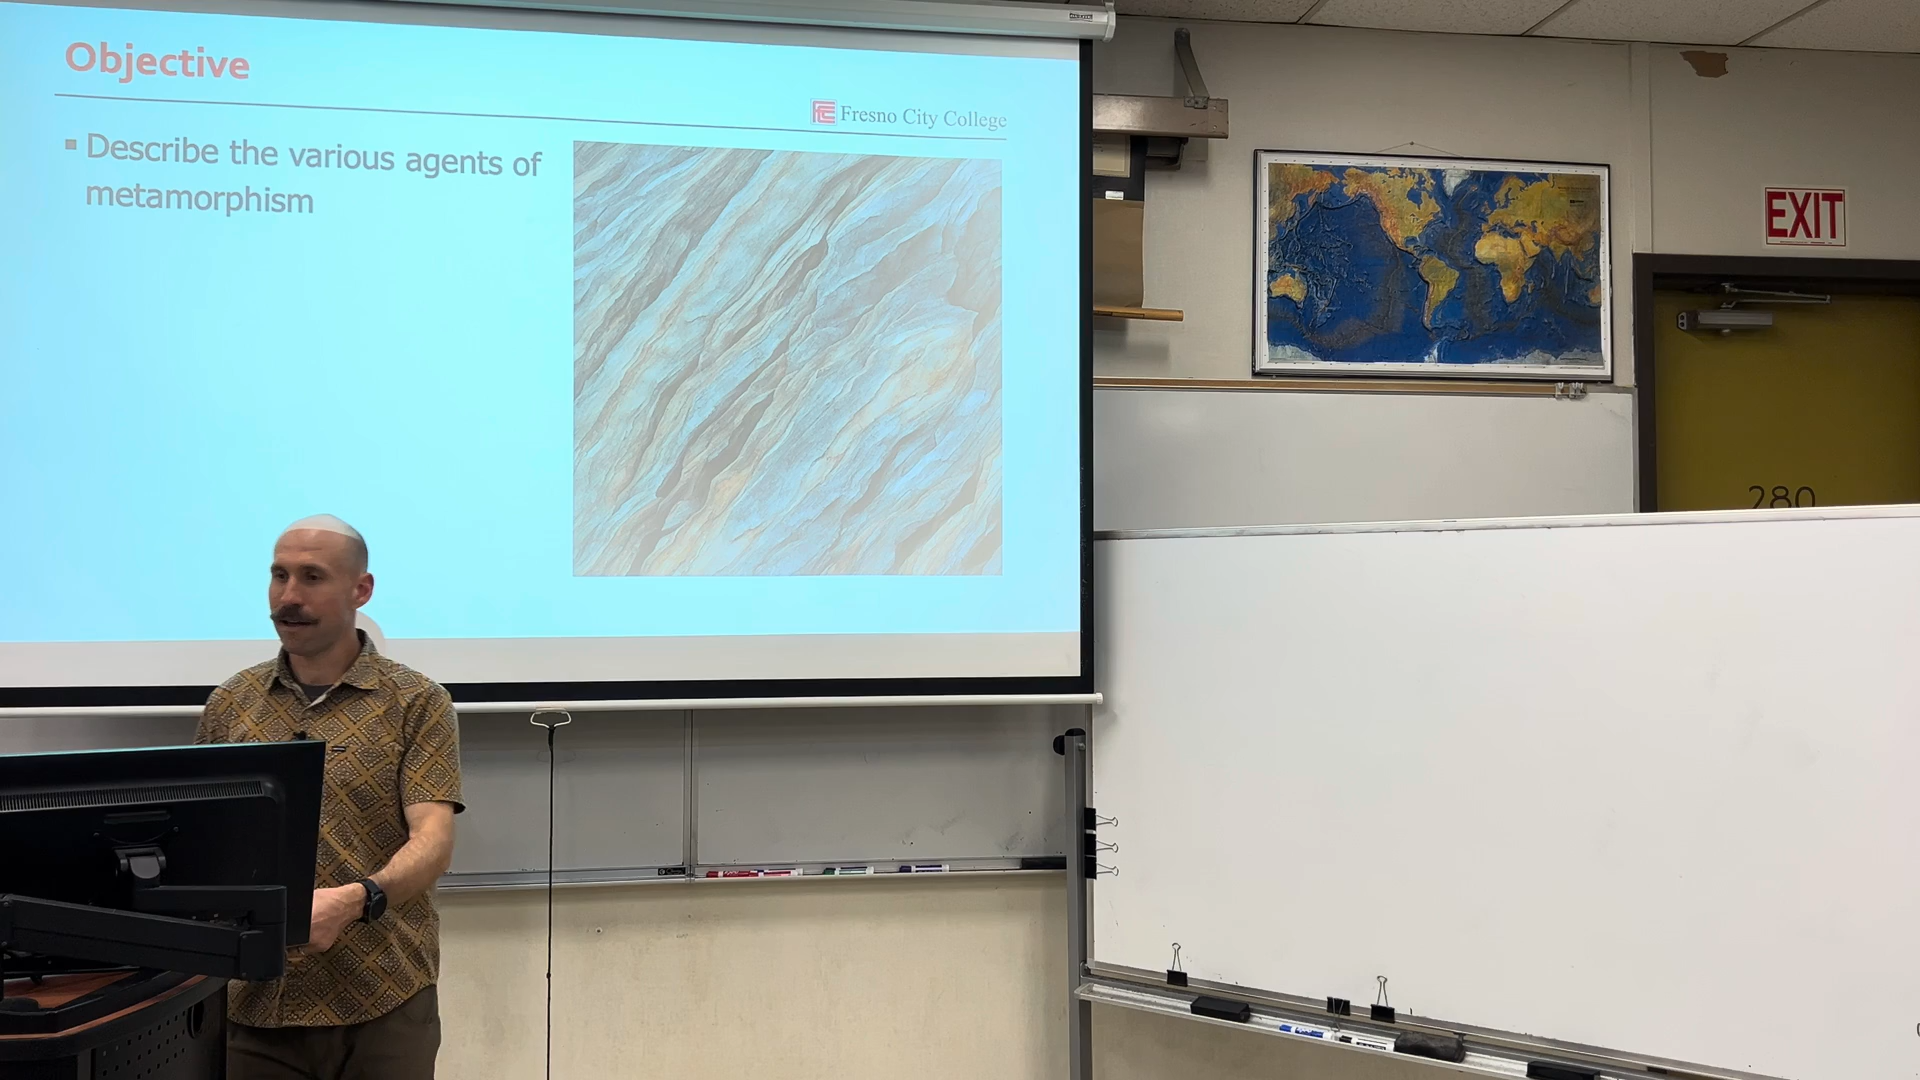 Objective
Fresno City College
▪ Describe the various agents of
metamorphism
EXIT
280